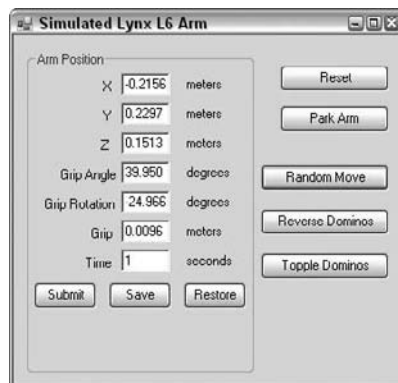 Simulated Lynx L6 Arm
Arm Position
X -0.2156 meters
Y 0.2297 meters
Z 0.1513 meters
Grip Angle 39.950 degrees
Grip Rotation -24.966 degrees
Grip 0.0096 meters
Time 1 seconds
Submit Save Restore
Reset
Park Arm
Random Move
Reverse Dominos
Topple Dominos